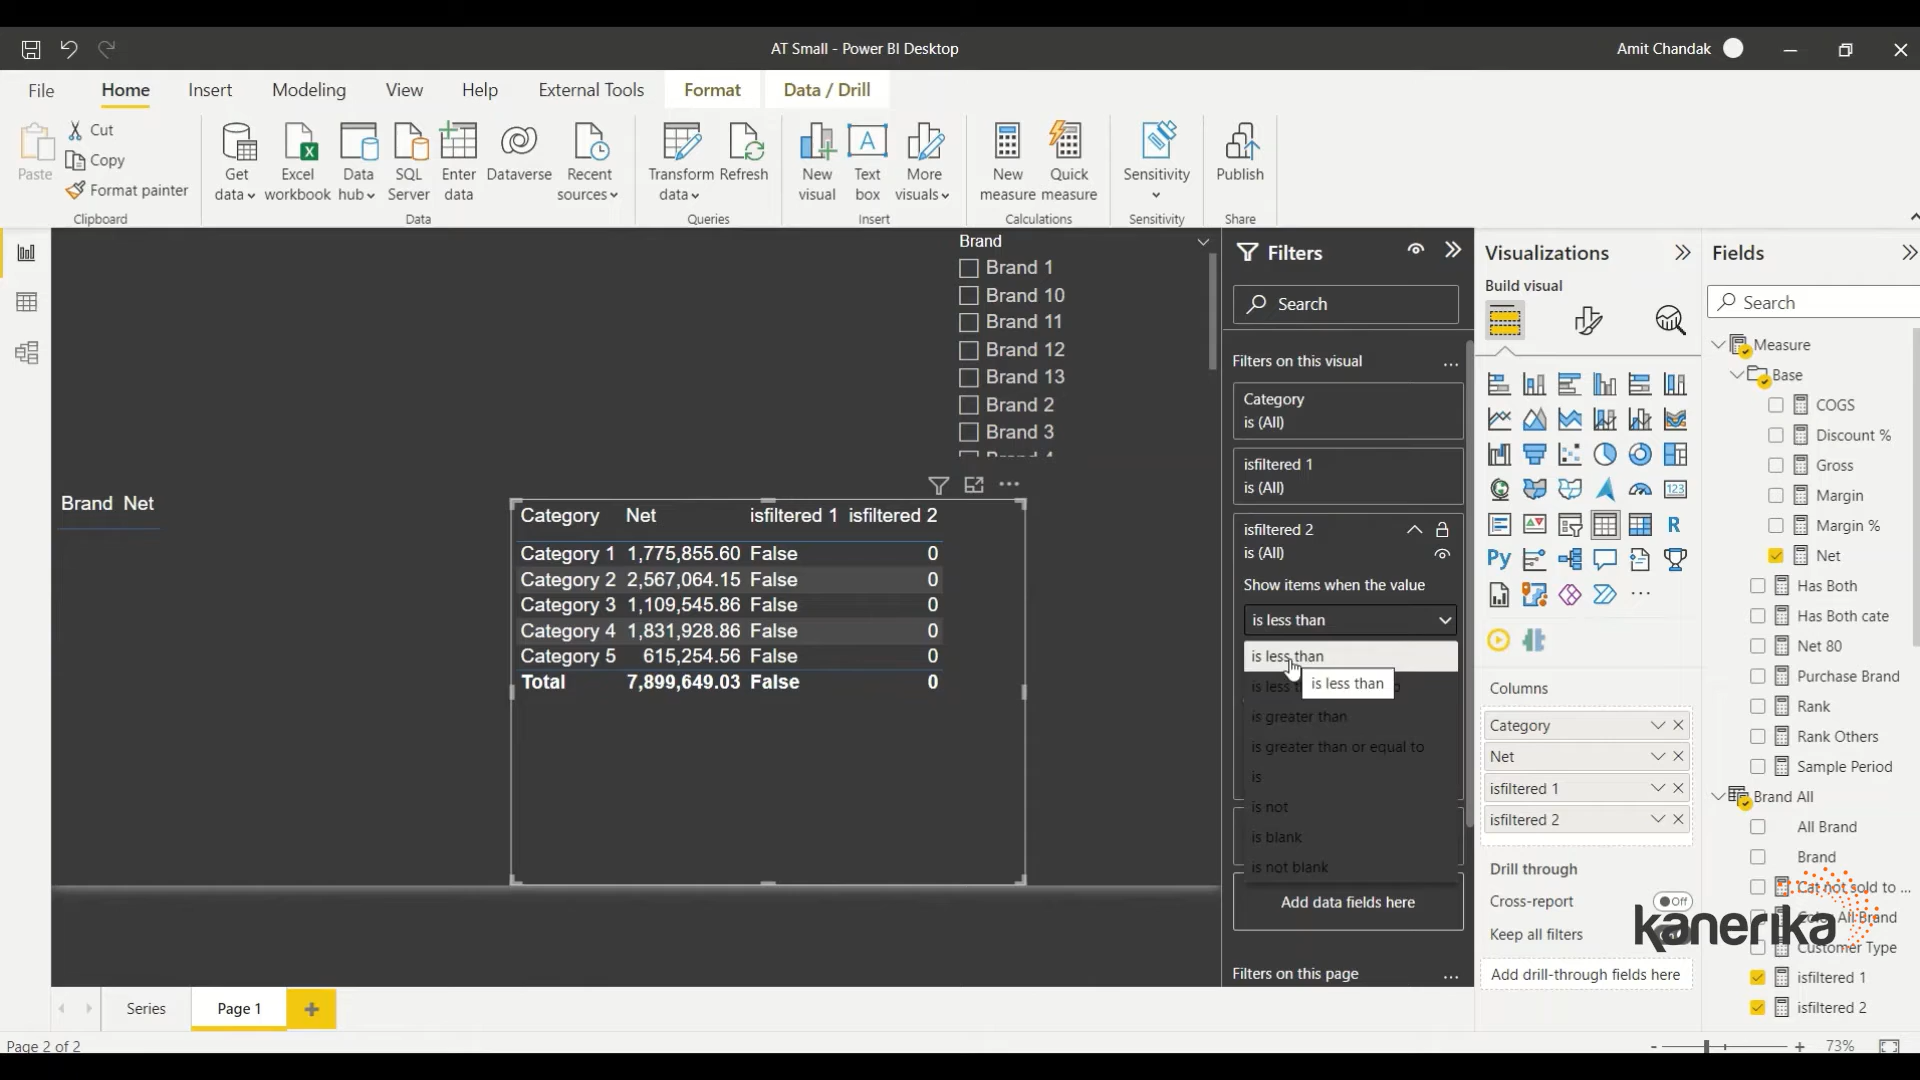 AT Small - Power BI Desktop
Amit Chandak
File
Home
Insert
Modeling
View
Help
External Tools
Format
Data / Drill
Paste
Cut
Copy
Format painter
Get data
Excel workbook
Data hub
SQL Server
Enter data
Dataverse
Recent sources
Transform data
Refresh
New visual
Text box
More visuals
New measure
Quick measure
Sensitivity
Publish
Clipboard
Data
Queries
Insert
Calculations
Sensitivity
Share
Brand
Brand 1
Brand 10
Brand 11
Brand 12
Brand 13
Brand 2
Brand 3
Brand Net
Category Net isfiltered 1 isfiltered 2
Category 1 1,775,855.60 False 0
Category 2 2,567,064.15 False 0
Category 3 1,109,545.86 False 0
Category 4 1,831,928.86 False 0
Category 5 615,254.56 False 0
Total 7,899,649.03 False 0
Filters
Search
Filters on this visual
Category
is (All)
isfiltered 1
is (All)
isfiltered 2
is (All)
Show items when the value
is less than
is less than
is less than
is greater than
is greater than or equal to
is
is not
is blank
is not blank
Add data fields here
Filters on this page
Visualizations
Build visual
123
R
Py
Columns
Category
Net
isfiltered 1
isfiltered 2
Drill through
Cross-report
Off
Keep all filters
Add drill-through fields here
Fields
Search
Measure
Base
COGS
Discount %
Gross
Margin
Margin %
Net
Has Both
Has Both cate
Net 80
Purchase Brand
Rank
Rank Others
Sample Period
Brand All
All Brand
Brand
Cat not sold to ...
Customer Type
isfiltered 1
isfiltered 2
kanerika
Series
Page 1
Page 2 of 2
73%